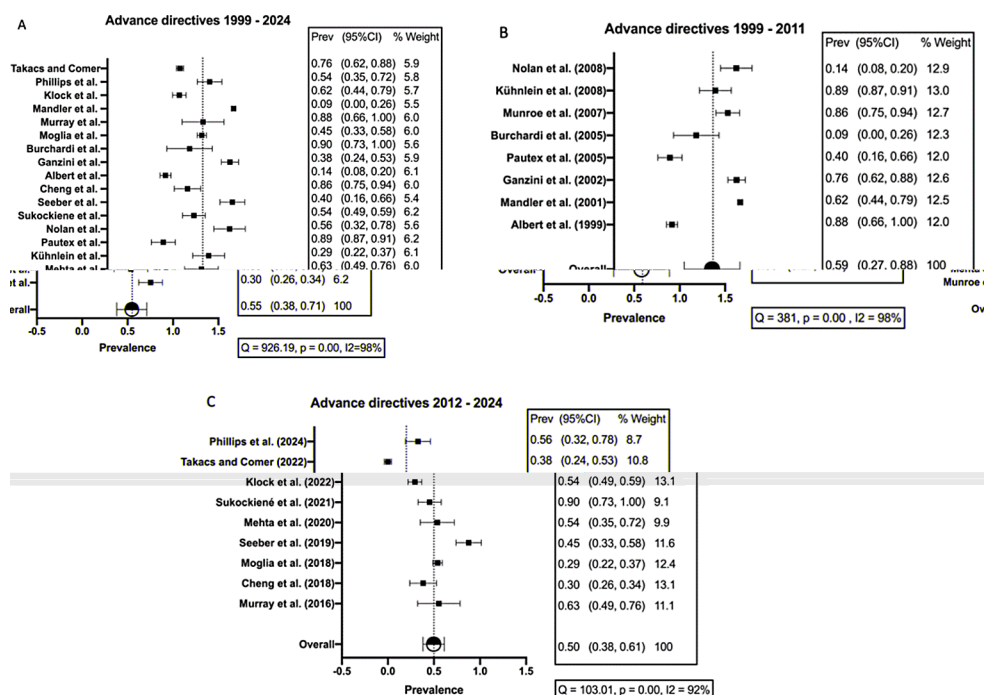 A
Advance directives 1999 - 2024
Prev (95%CI) % Weight
Takacs and Comer 0.76 (0.62, 0.88) 5.9
Phillips et al. 0.54 (0.35, 0.72) 5.8
Klock et al. 0.62 (0.44, 0.79) 5.7
Mandler et al. 0.09 (0.00, 0.26) 5.5
Murray et al. 0.88 (0.66, 1.00) 6.0
Moglia et al. 0.45 (0.33, 0.58) 6.0
Burchardi et al. 0.90 (0.73, 1.00) 5.6
Ganzini et al. 0.38 (0.24, 0.53) 5.9
Albert et al. 0.14 (0.08, 0.20) 6.1
Cheng et al. 0.86 (0.75, 0.94) 6.0
Seeber et al. 0.40 (0.16, 0.66) 5.4
Sukockiene et al. 0.54 (0.49, 0.59) 6.2
Nolan et al. 0.56 (0.32, 0.78) 5.6
Pautex et al. 0.89 (0.87, 0.91) 6.2
Kühnlein et al. 0.29 (0.22, 0.37) 6.1
Mehta et al. 0.63 (0.49, 0.76) 6.0
et al. 0.30 (0.26, 0.34) 6.2
erall 0.55 (0.38, 0.71) 100
-0.5 0.0 0.5 1.0 1.5
Prevalence
Q = 926.19, p = 0.00, I2=98%
B
Advance directives 1999 - 2011
Prev (95%CI) % Weight
Nolan et al. (2008) 0.14 (0.08, 0.20) 12.9
Kühnlein et al. (2008) 0.89 (0.87, 0.91) 13.0
Munroe et al. (2007) 0.86 (0.75, 0.94) 12.7
Burchardi et al. (2005) 0.09 (0.00, 0.26) 12.3
Pautex et al. (2005) 0.40 (0.16, 0.66) 12.0
Ganzini et al. (2002) 0.76 (0.62, 0.88) 12.6
Mandler et al. (2001) 0.62 (0.44, 0.79) 12.5
Albert et al. (1999) 0.88 (0.66, 1.00) 12.0
Overall 0.59 (0.27, 0.88) 100
Overall
Munroe
Ov
-0.5 0.0 0.5 1.0 1.5
Prevalence
Q = 381, p = 0.00 , I2 = 98%
C
Advance directives 2012 - 2024
Prev (95%CI) % Weight
Phillips et al. (2024) 0.56 (0.32, 0.78) 8.7
Takacs and Comer (2022) 0.38 (0.24, 0.53) 10.8
Klock et al. (2022) 0.54 (0.49, 0.59) 13.1
Sukockiené et al. (2021) 0.90 (0.73, 1.00) 9.1
Mehta et al. (2020) 0.54 (0.35, 0.72) 9.9
Seeber et al. (2019) 0.45 (0.33, 0.58) 11.6
Moglia et al. (2018) 0.29 (0.22, 0.37) 12.4
Cheng et al. (2018) 0.30 (0.26, 0.34) 13.1
Murray et al. (2016) 0.63 (0.49, 0.76) 11.1
Overall 0.50 (0.38, 0.61) 100
-0.5 0.0 0.5 1.0 1.5
Prevalence
Q = 103.01, p = 0.00, I2 = 92%